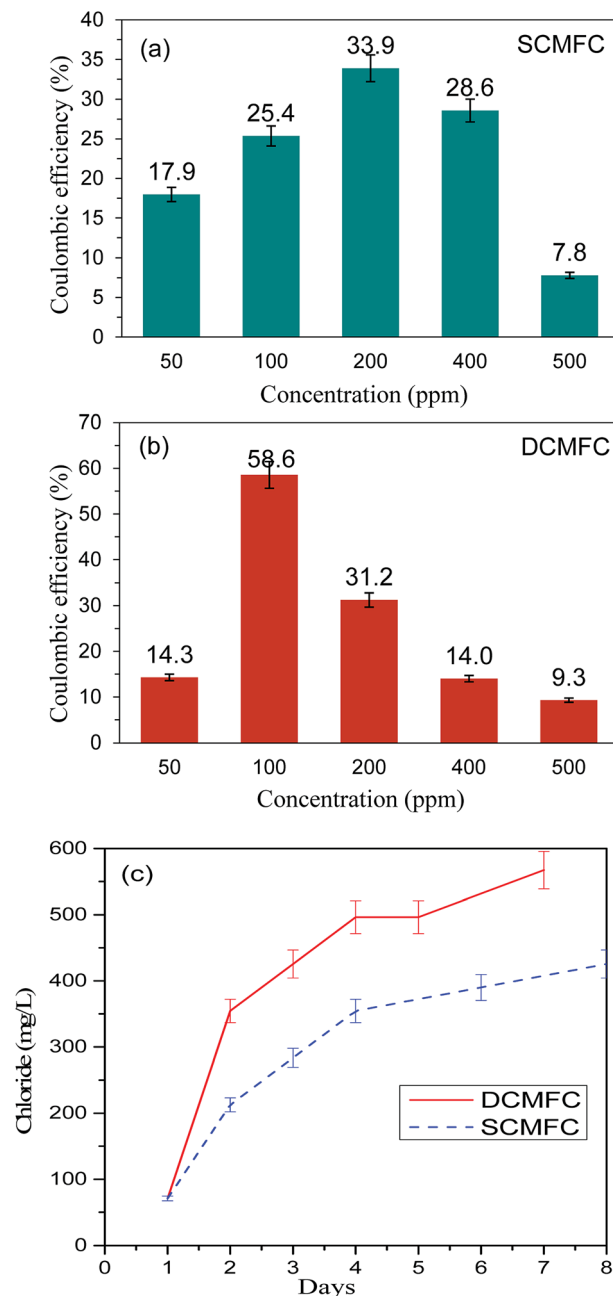 (a)
SCMFC
Coulombic efficiency (%)
40
35
30
25
20
15
10
5
0
17.9
25.4
33.9
28.6
7.8
50 100 200 400 500
Concentration (ppm)
(b)
DCMFC
Coulombic efficiency (%)
70
60
50
40
30
20
10
0
14.3
58.6
31.2
14.0
9.3
50 100 200 400 500
Concentration (ppm)
(c)
Chloride (mg/L)
600
500
400
300
200
100
0
DCMFC
SCMFC
0 1 2 3 4 5 6 7 8
Days